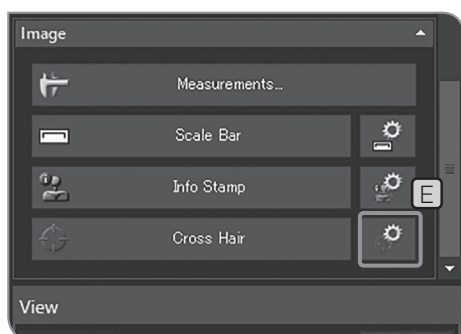 Image
Measurements...
Scale Bar
Info Stamp
E
Cross Hair
View